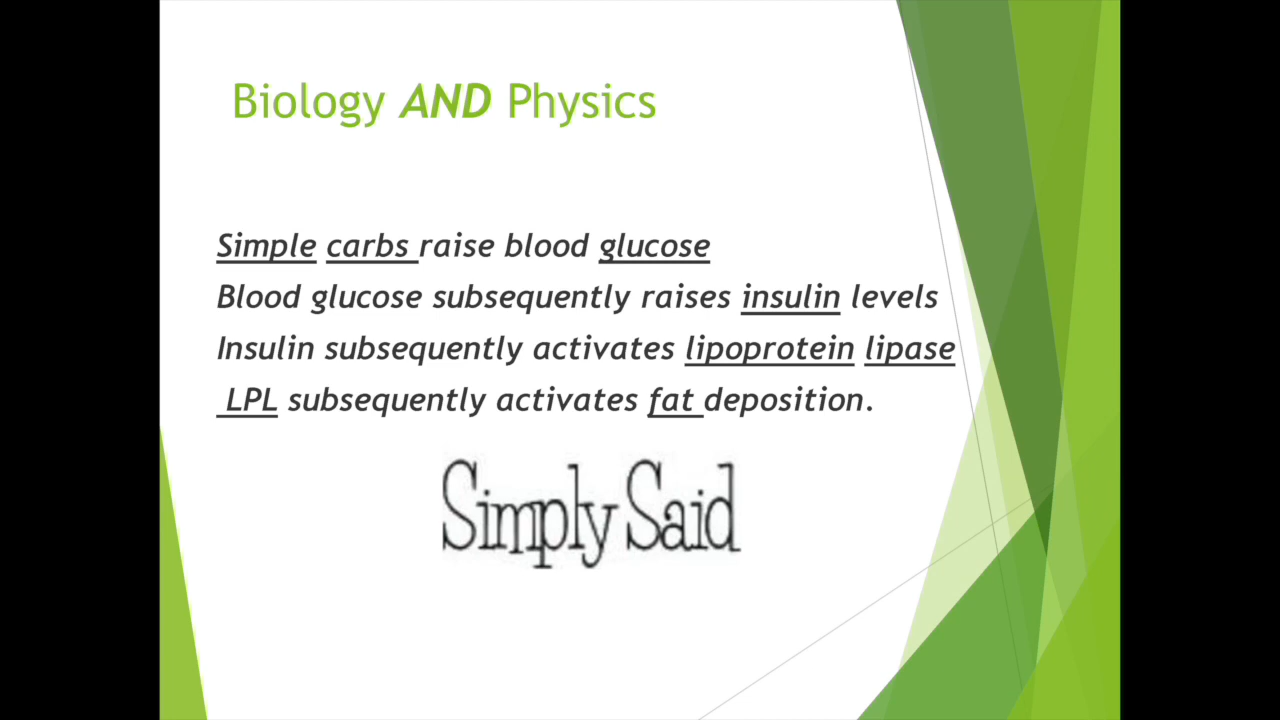 Biology AND Physics
Simple carbs raise blood glucose
Blood glucose subsequently raises insulin levels
Insulin subsequently activates lipoprotein lipase
LPL subsequently activates fat deposition.
Simply Said